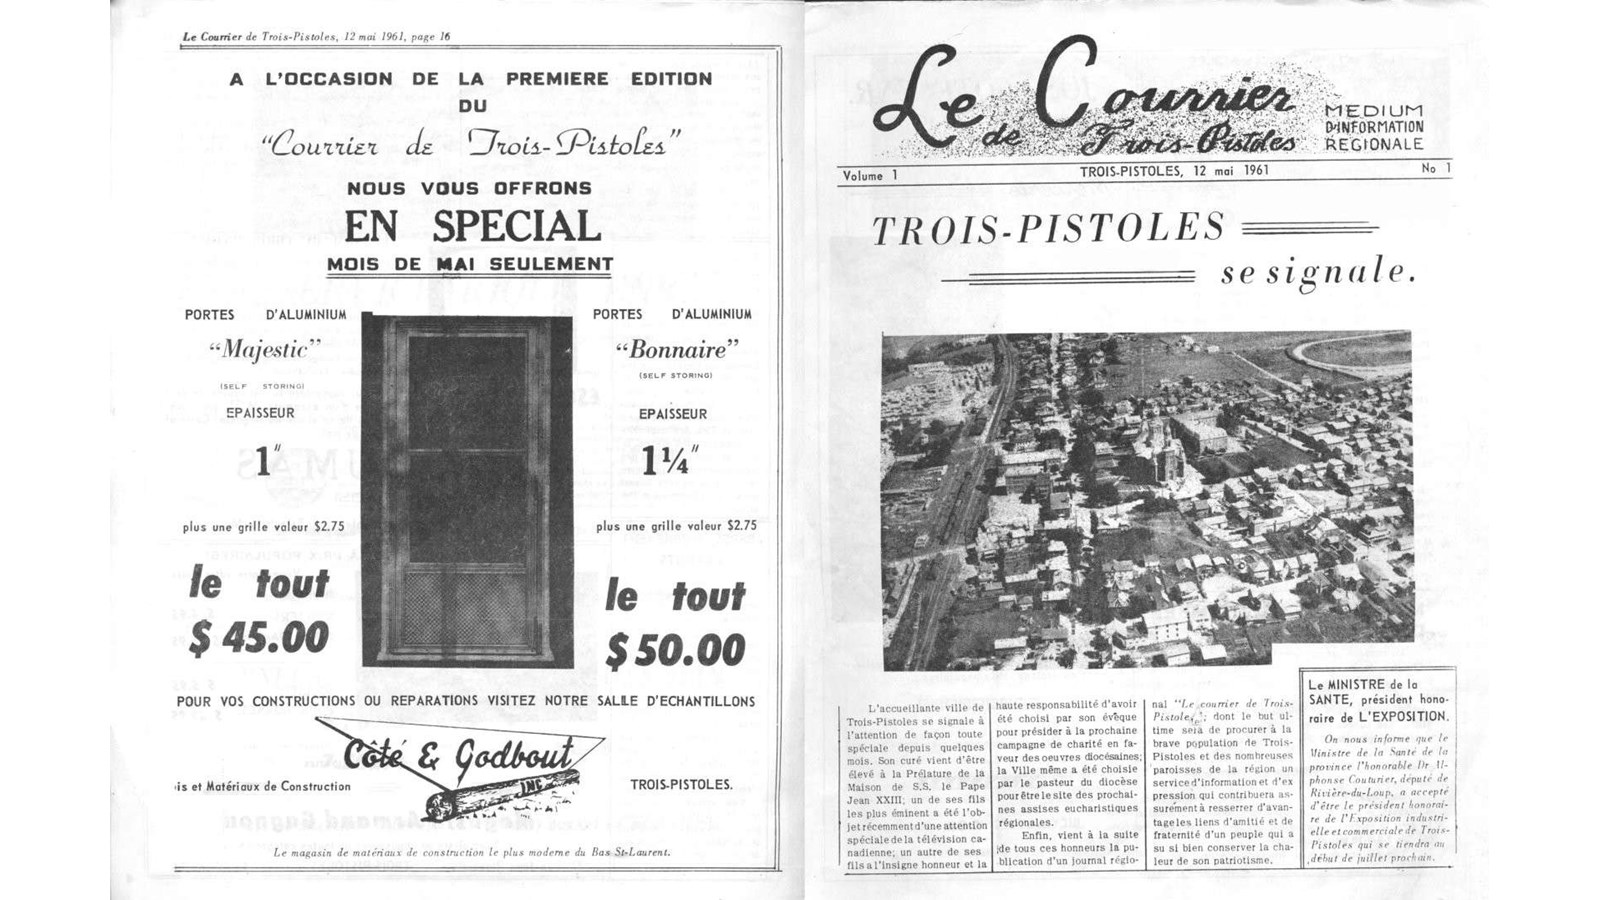 Le Courrier de Trois-Pistoles, 12 mai 1961, page 16
A L'OCCASION DE LA PREMIERE EDITION
DU
"Courrier de Trois-Pistoles"
NOUS VOUS OFFRONS
EN SPECIAL
MOIS DE MAI SEULEMENT
PORTES D'ALUMINIUM
"Majestic"
(SELF STORING)
EPAISSEUR
1"
plus une grille valeur $2.75
le tout
$ 45.00
PORTES D'ALUMINIUM
"Bonnaire"
(SELF STORING)
EPAISSEUR
1¼"
plus une grille valeur $2.75
le tout
$ 50.00
POUR VOS CONSTRUCTIONS OU REPARATIONS VISITEZ NOTRE SALLE D'ECHANTILLONS
Côté & Godbout
INC.
is et Matériaux de Construction
TROIS-PISTOLES.
Le magasin de matériaux de construction le plus moderne du Bas St-Laurent.
Le Courrier
de Trois-Pistoles
MEDIUM
D'INFORMATION
REGIONALE
Volume 1
TROIS-PISTOLES, 12 mai 1961
No 1
TROIS-PISTOLES
se signale.
L'accueillante ville de
Trois-Pistoles se signale à
l'attention de façon toute
spéciale depuis quelques
mois. Son curé vient d'être
élevé à la Prélature de la
Maison de S.S. le Pape
Jean XXIII; un de ses fils
les plus éminent a été l'ob-
jet récemment d'une attention
spéciale de la télévision ca-
nadienne; un autre de ses
fils a l'insigne honneur et la
haute responsabilité d'avoir
été choisi par son évêque
pour présider à la prochaine
campagne de charité en fa-
veur des oeuvres diocésaines;
la Ville même a été choisie
par le pasteur du diocèse
pour être le site des prochai-
nes assises eucharistiques
régionales.
Enfin, vient à la suite
de tous ces honneurs la pu-
blication d'un journal régio-
nal "Le courrier de Trois-
Pistoles"; dont le but ul-
time sera de procurer à la
brave population de Trois-
Pistoles et des nombreuses
paroisses de la région un
service d'information et d'ex
pression qui contribuera as-
surément à resserrer d'avan-
tage les liens d'amitié et de
fraternité d'un peuple qui a
su si bien conserver la cha-
leur de son patriotisme.
Le MINISTRE de la
SANTE, président hono-
raire de L'EXPOSITION.
On nous informe que le
Ministre de la Santé de la
province l'honorable Dr Al-
phonse Couturier, député de
Rivière-du-Loup, a accepté
d'être le président honorai-
re de l'Exposition industri-
elle et commerciale de Trois-
Pistoles qui se tiendra au
début de juillet prochain.